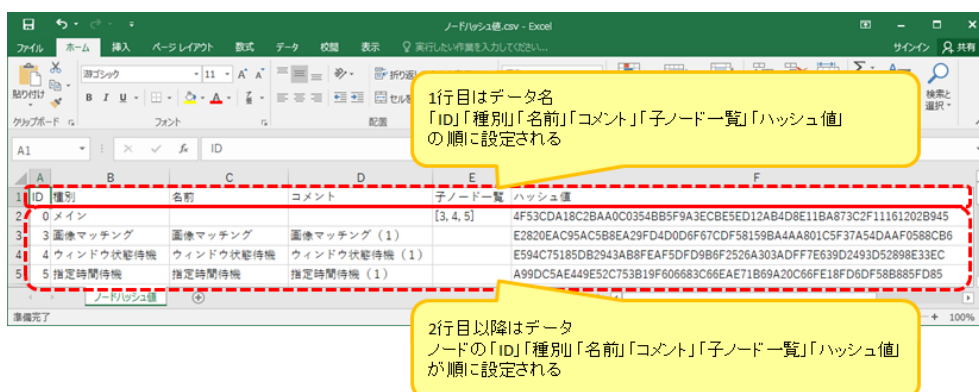 ノードハッシュ値.csv - Excel
ファイル ホーム 挿入 ページ レイアウト 数式 データ 校閲 表示 実行したい作業を入力してください... サインイン 共有
游ゴシック 11 A A 折り返し
貼り付け B I U A セルを 検索と選択
クリップボード フォント 配置
A1 fx ID
1行目はデータ名
「ID」「種別」「名前」「コメント」「子ノード一覧」「ハッシュ値」
の順に設定される
A B C D E F
1 ID 種別 名前 コメント 子ノード一覧 ハッシュ値
2 0 メイン [3, 4, 5] 4F53CDA18C2BAA0C0354BB5F9A3ECBE5ED12AB4D8E11BA873C2F11161202B945
3 3 画像マッチング 画像マッチング 画像マッチング（1） E2820EAC95AC5B8EA29FD4D0D6F67CDF58159BA4AA801C5F37A54DAAF0588CB6
4 4 ウィンドウ状態待機 ウィンドウ状態待機 ウィンドウ状態待機（1） E594C75185DB2943AB8FEAF5DFD9B6F2526A303ADFF7E639D2493D52898E33EC
5 5 指定時間待機 指定時間待機 指定時間待機（1） A99DC5AE449E52C753B19F606683C66EAE71B69A20C66FE18FD6DF58B885FD85
ノードハッシュ値
準備完了 100%
2行目以降はデータ
ノードの「ID」「種別」「名前」「コメント」「子ノード一覧」「ハッシュ値」
が順に設定される